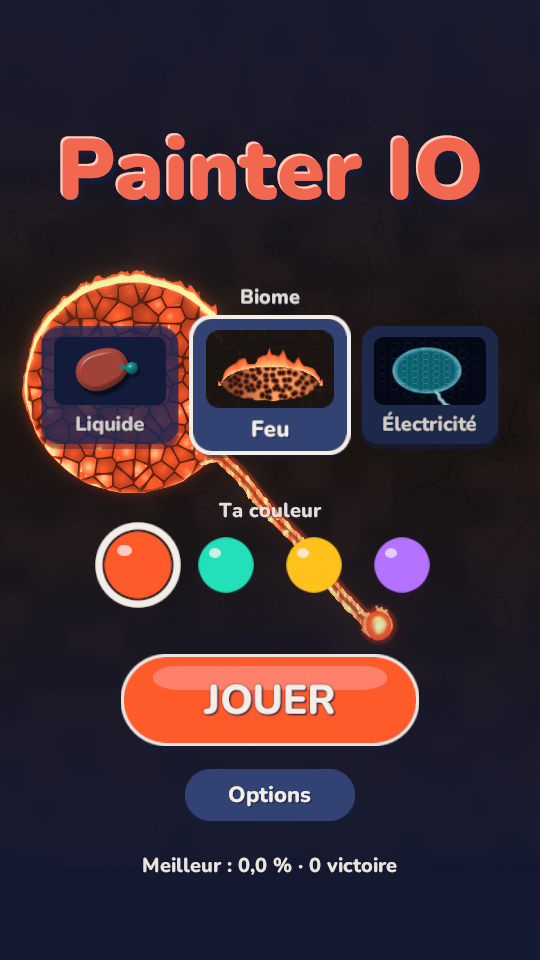 Painter IO
Biome
Liquide
Feu
Électricité
Ta couleur
JOUER
Options
Meilleur : 0,0 % · 0 victoire